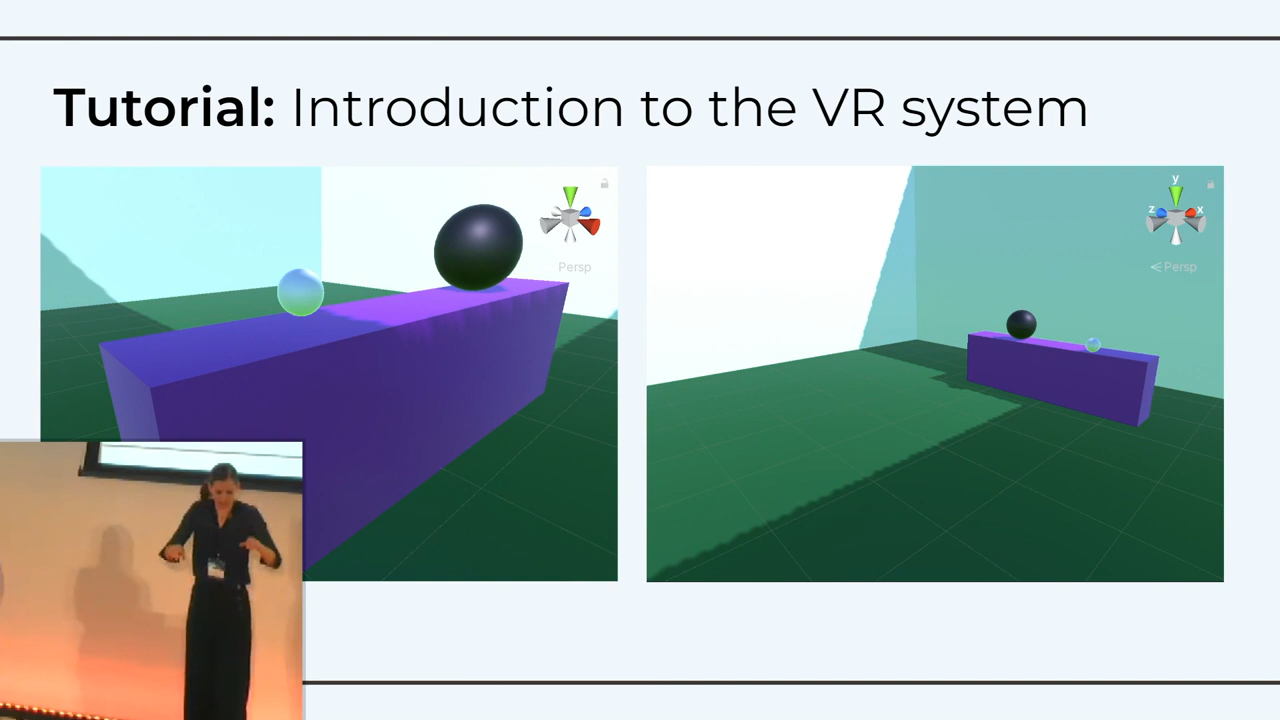 Tutorial: Introduction to the VR system
Persp
y
z
x
Persp